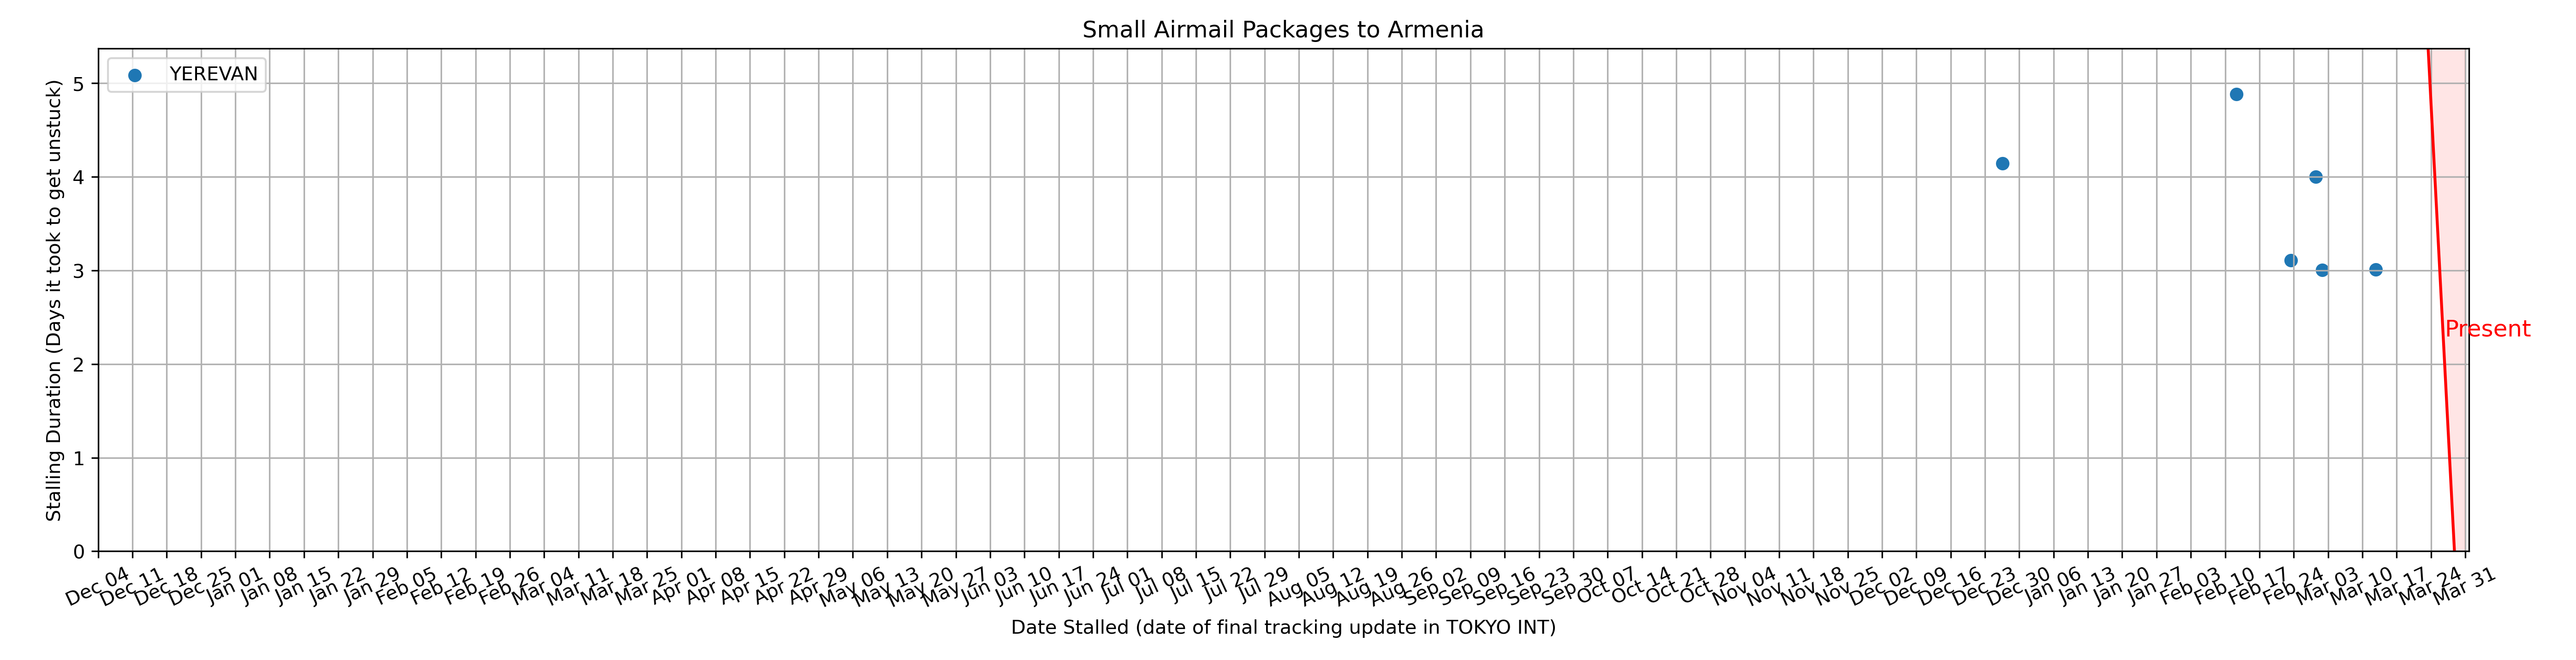 Small Airmail Packages to Armenia
YEREVAN
Stalling Duration (Days it took to get unstuck)
5
4
3
2
1
0
Present
Dec 04
Dec 11
Dec 18
Dec 25
Jan 01
Jan 08
Jan 15
Jan 22
Jan 29
Feb 05
Feb 12
Feb 19
Feb 26
Mar 04
Mar 11
Mar 18
Mar 25
Apr 01
Apr 08
Apr 15
Apr 22
Apr 29
May 06
May 13
May 20
May 27
Jun 03
Jun 10
Jun 17
Jun 24
Jul 01
Jul 08
Jul 15
Jul 22
Jul 29
Aug 05
Aug 12
Aug 19
Aug 26
Sep 02
Sep 09
Sep 16
Sep 23
Sep 30
Oct 07
Oct 14
Oct 21
Oct 28
Nov 04
Nov 11
Nov 18
Nov 25
Dec 02
Dec 09
Dec 16
Dec 23
Dec 30
Jan 06
Jan 13
Jan 20
Jan 27
Feb 03
Feb 10
Feb 17
Feb 24
Mar 03
Mar 10
Mar 17
Mar 24
Mar 31
Date Stalled (date of final tracking update in TOKYO INT)